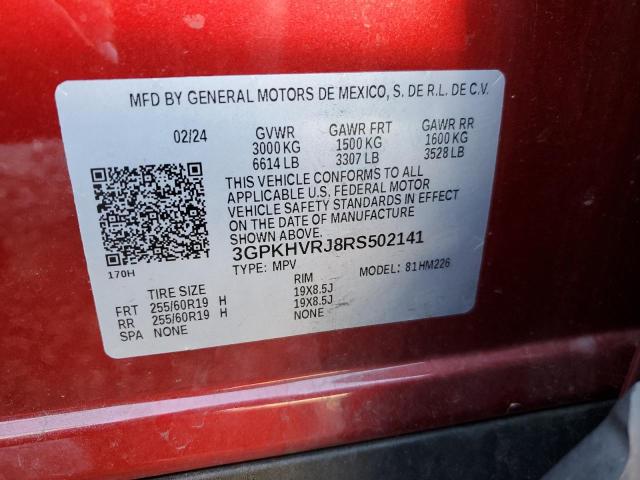 MFD BY GENERAL MOTORS DE MEXICO, S. DE R.L. DE C.V.
02/24 GVWR GAWR FRT GAWR RR
3000 KG 1500 KG 1600 KG
6614 LB 3307 LB 3528 LB
THIS VEHICLE CONFORMS TO ALL
APPLICABLE U.S. FEDERAL MOTOR
VEHICLE SAFETY STANDARDS IN EFFECT
ON THE DATE OF MANUFACTURE
SHOWN ABOVE.
3GPKHVRJ8RS502141
170H TYPE: MPV MODEL: 81HM226
TIRE SIZE RIM
FRT 255/60R19 H 19X8.5J
RR 255/60R19 H 19X8.5J
SPA NONE NONE